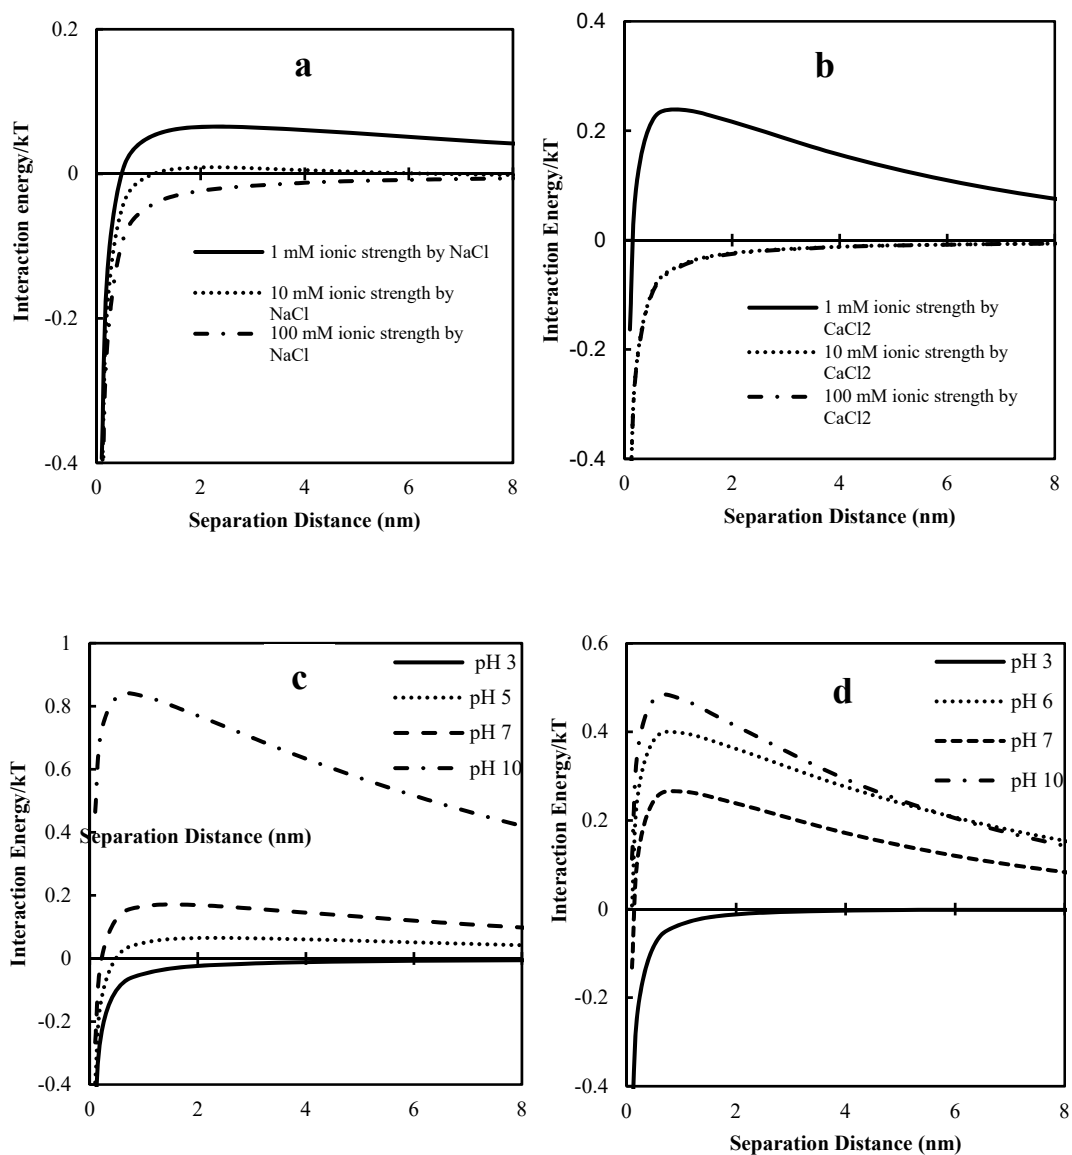 a
0.2
0
-0.2
-0.4
0
2
4
6
8
Interaction energy/kT
Separation Distance (nm)
1 mM ionic strength by NaCl
10 mM ionic strength by
NaCl
100 mM ionic strength by
NaCl
b
0.4
0.2
0
-0.2
-0.4
0
2
4
6
8
Interaction Energy/kT
Separation Distance (nm)
1 mM ionic strength by
CaCl2
10 mM ionic strength by
CaCl2
100 mM ionic strength by
CaCl2
c
1
0.8
0.6
0.4
0.2
0
-0.2
-0.4
0
2
4
6
8
Interaction Energy/kT
Separation Distance (nm)
pH 3
pH 5
pH 7
pH 10
d
0.6
0.4
0.2
0
-0.2
-0.4
0
2
4
6
8
Interaction Energy/kT
Separation Distance (nm)
pH 3
pH 6
pH 7
pH 10